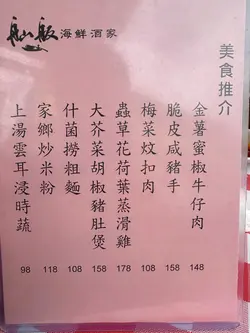 舢舨海鮮酒家
美食推介
金薯蜜椒牛仔肉 148
脆皮咸豬手 158
梅菜炆扣肉 108
蟲草花荷葉蒸滑雞 178
大芥菜胡椒豬肚煲 158
什菌撈粗麵 108
家鄉炒米粉 118
上湯雲耳浸時蔬 98